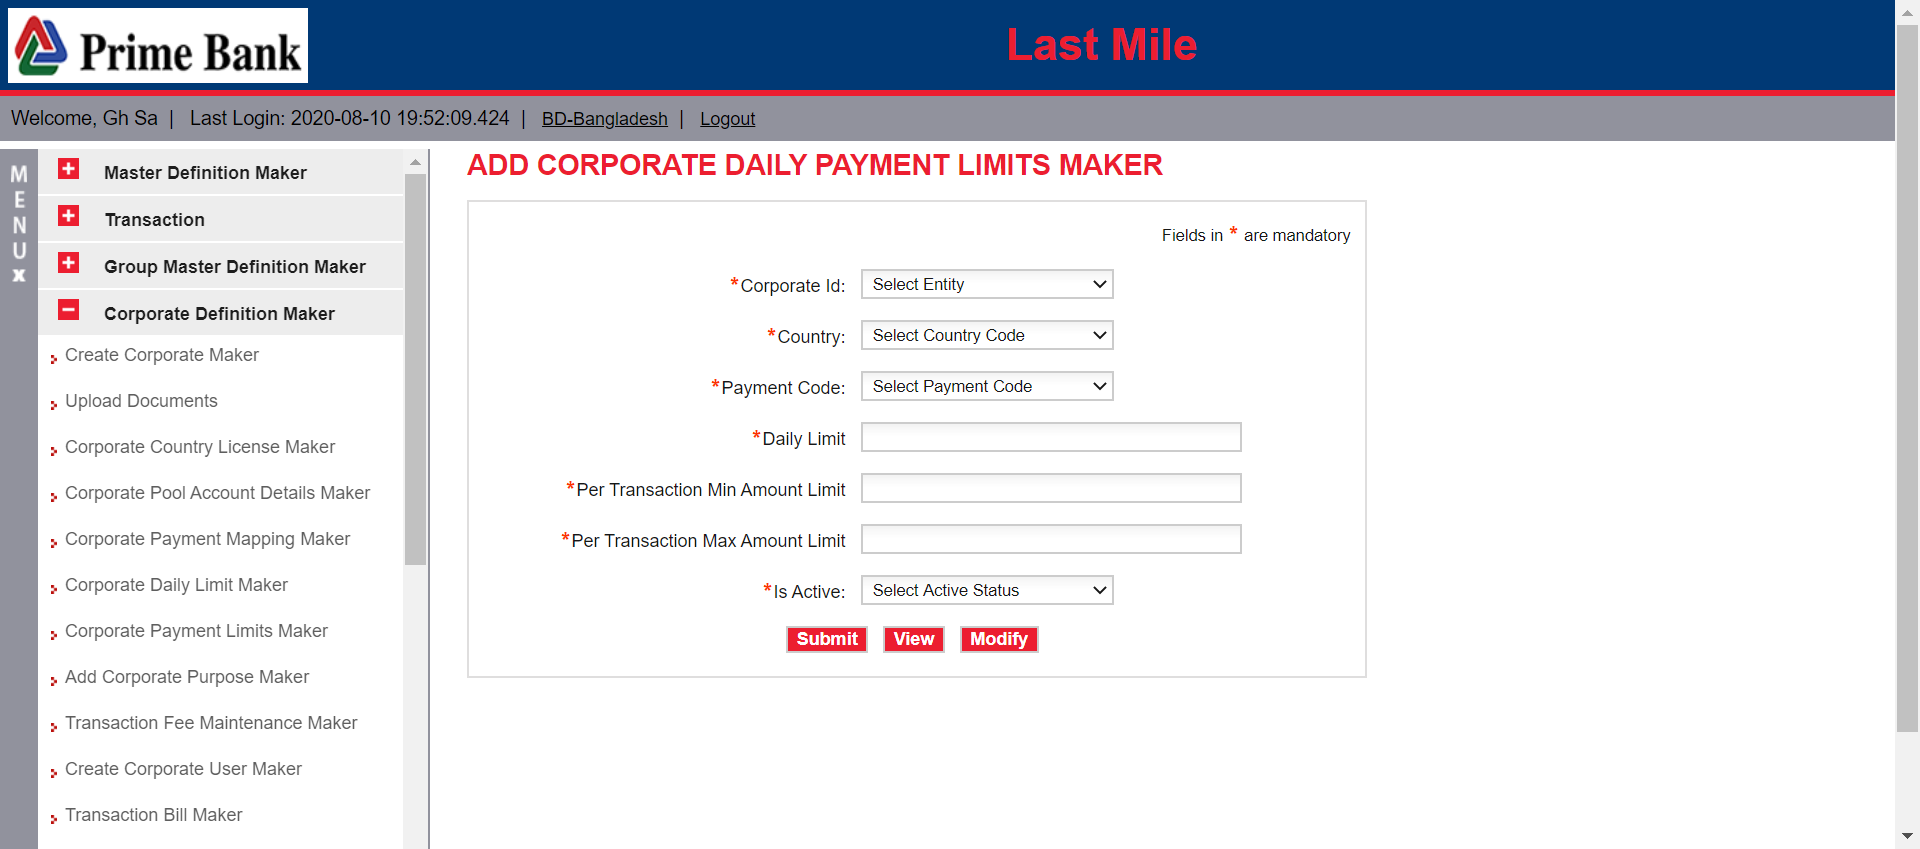 Prime Bank
Last Mile
Welcome, Gh Sa | Last Login: 2020-08-10 19:52:09.424 | BD-Bangladesh | Logout
MENU
x
Master Definition Maker
Transaction
Group Master Definition Maker
Corporate Definition Maker
Create Corporate Maker
Upload Documents
Corporate Country License Maker
Corporate Pool Account Details Maker
Corporate Payment Mapping Maker
Corporate Daily Limit Maker
Corporate Payment Limits Maker
Add Corporate Purpose Maker
Transaction Fee Maintenance Maker
Create Corporate User Maker
Transaction Bill Maker
ADD CORPORATE DAILY PAYMENT LIMITS MAKER
Fields in * are mandatory
*Corporate Id: Select Entity
*Country: Select Country Code
*Payment Code: Select Payment Code
*Daily Limit
*Per Transaction Min Amount Limit
*Per Transaction Max Amount Limit
*Is Active: Select Active Status
Submit View Modify